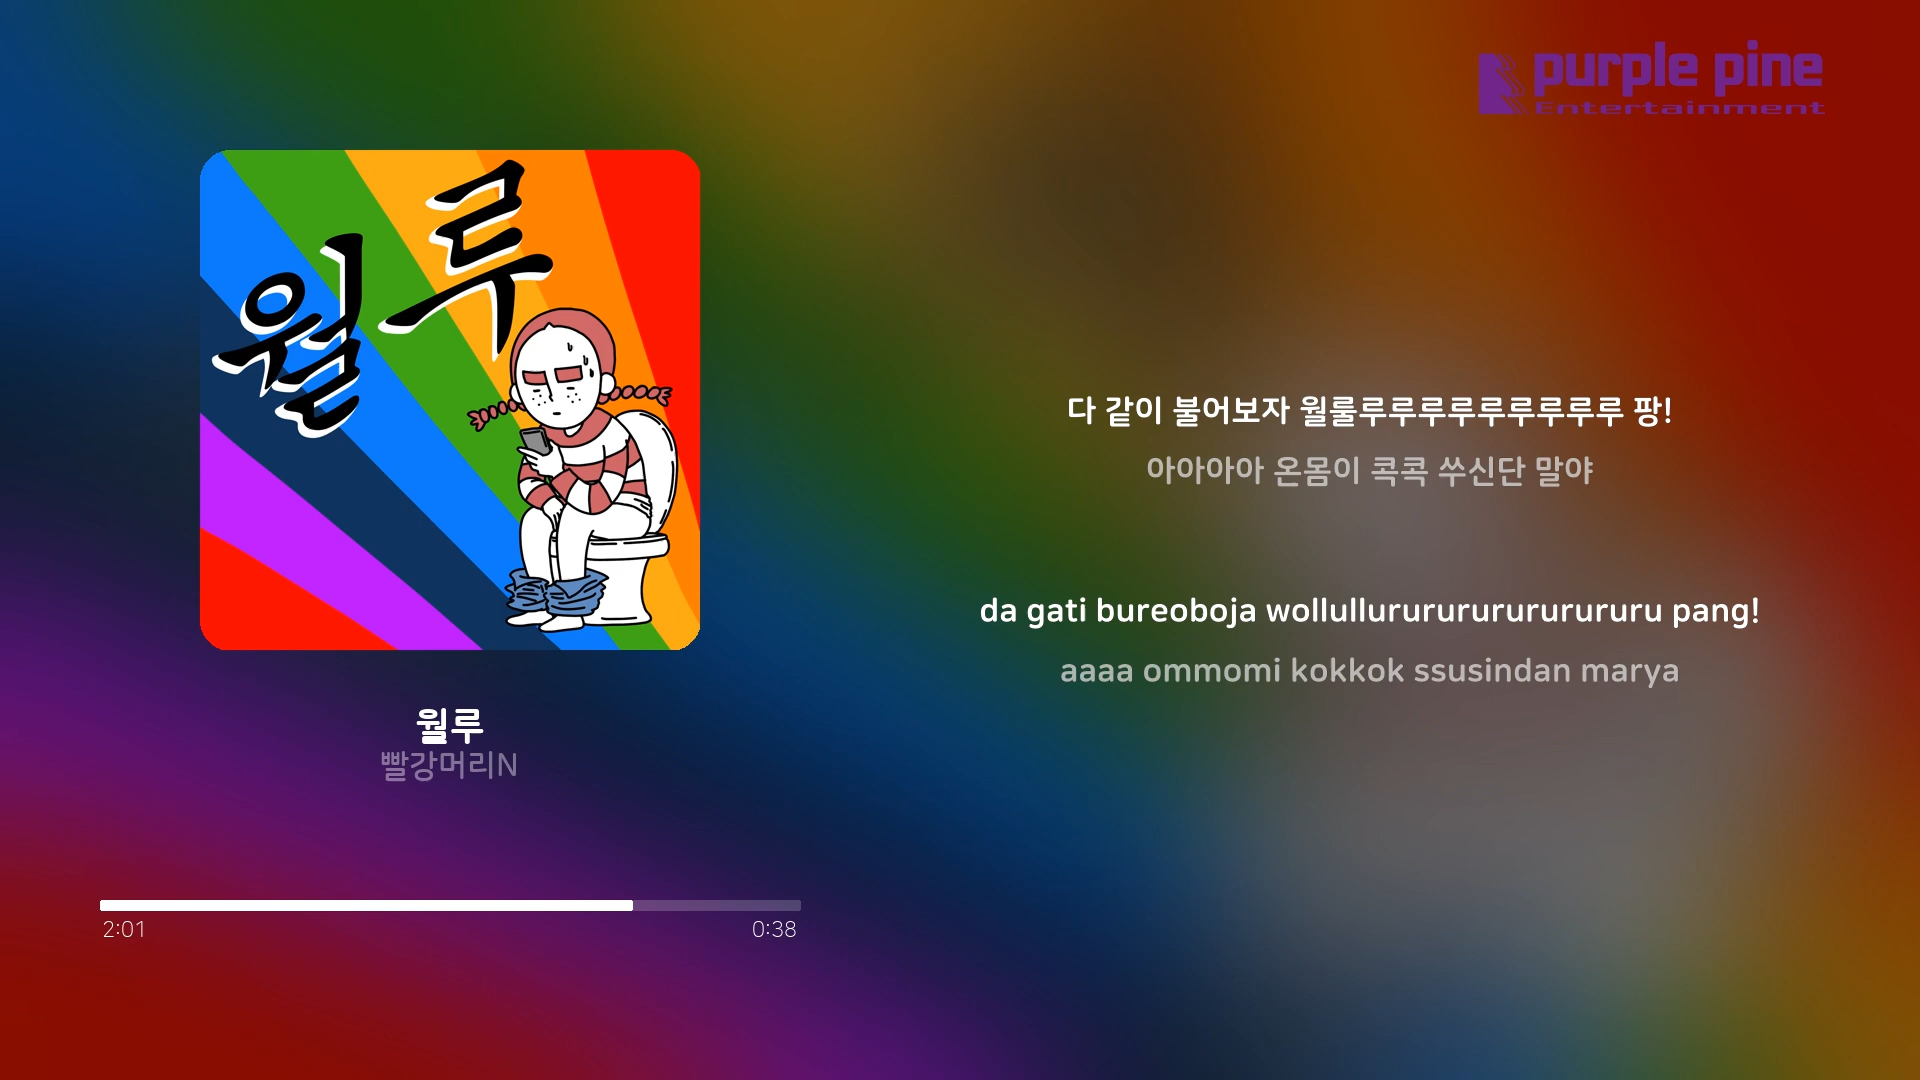 purple pine
Entertainment
월루
다 같이 불어보자 월룰루루루루루루루루루 팡!
아아아아 온몸이 콕콕 쑤신단 말야
da gati bureoboja wollullurururururururururu pang!
aaaa ommomi kokkok ssusindan marya
월루
빨강머리N
2:01
0:38